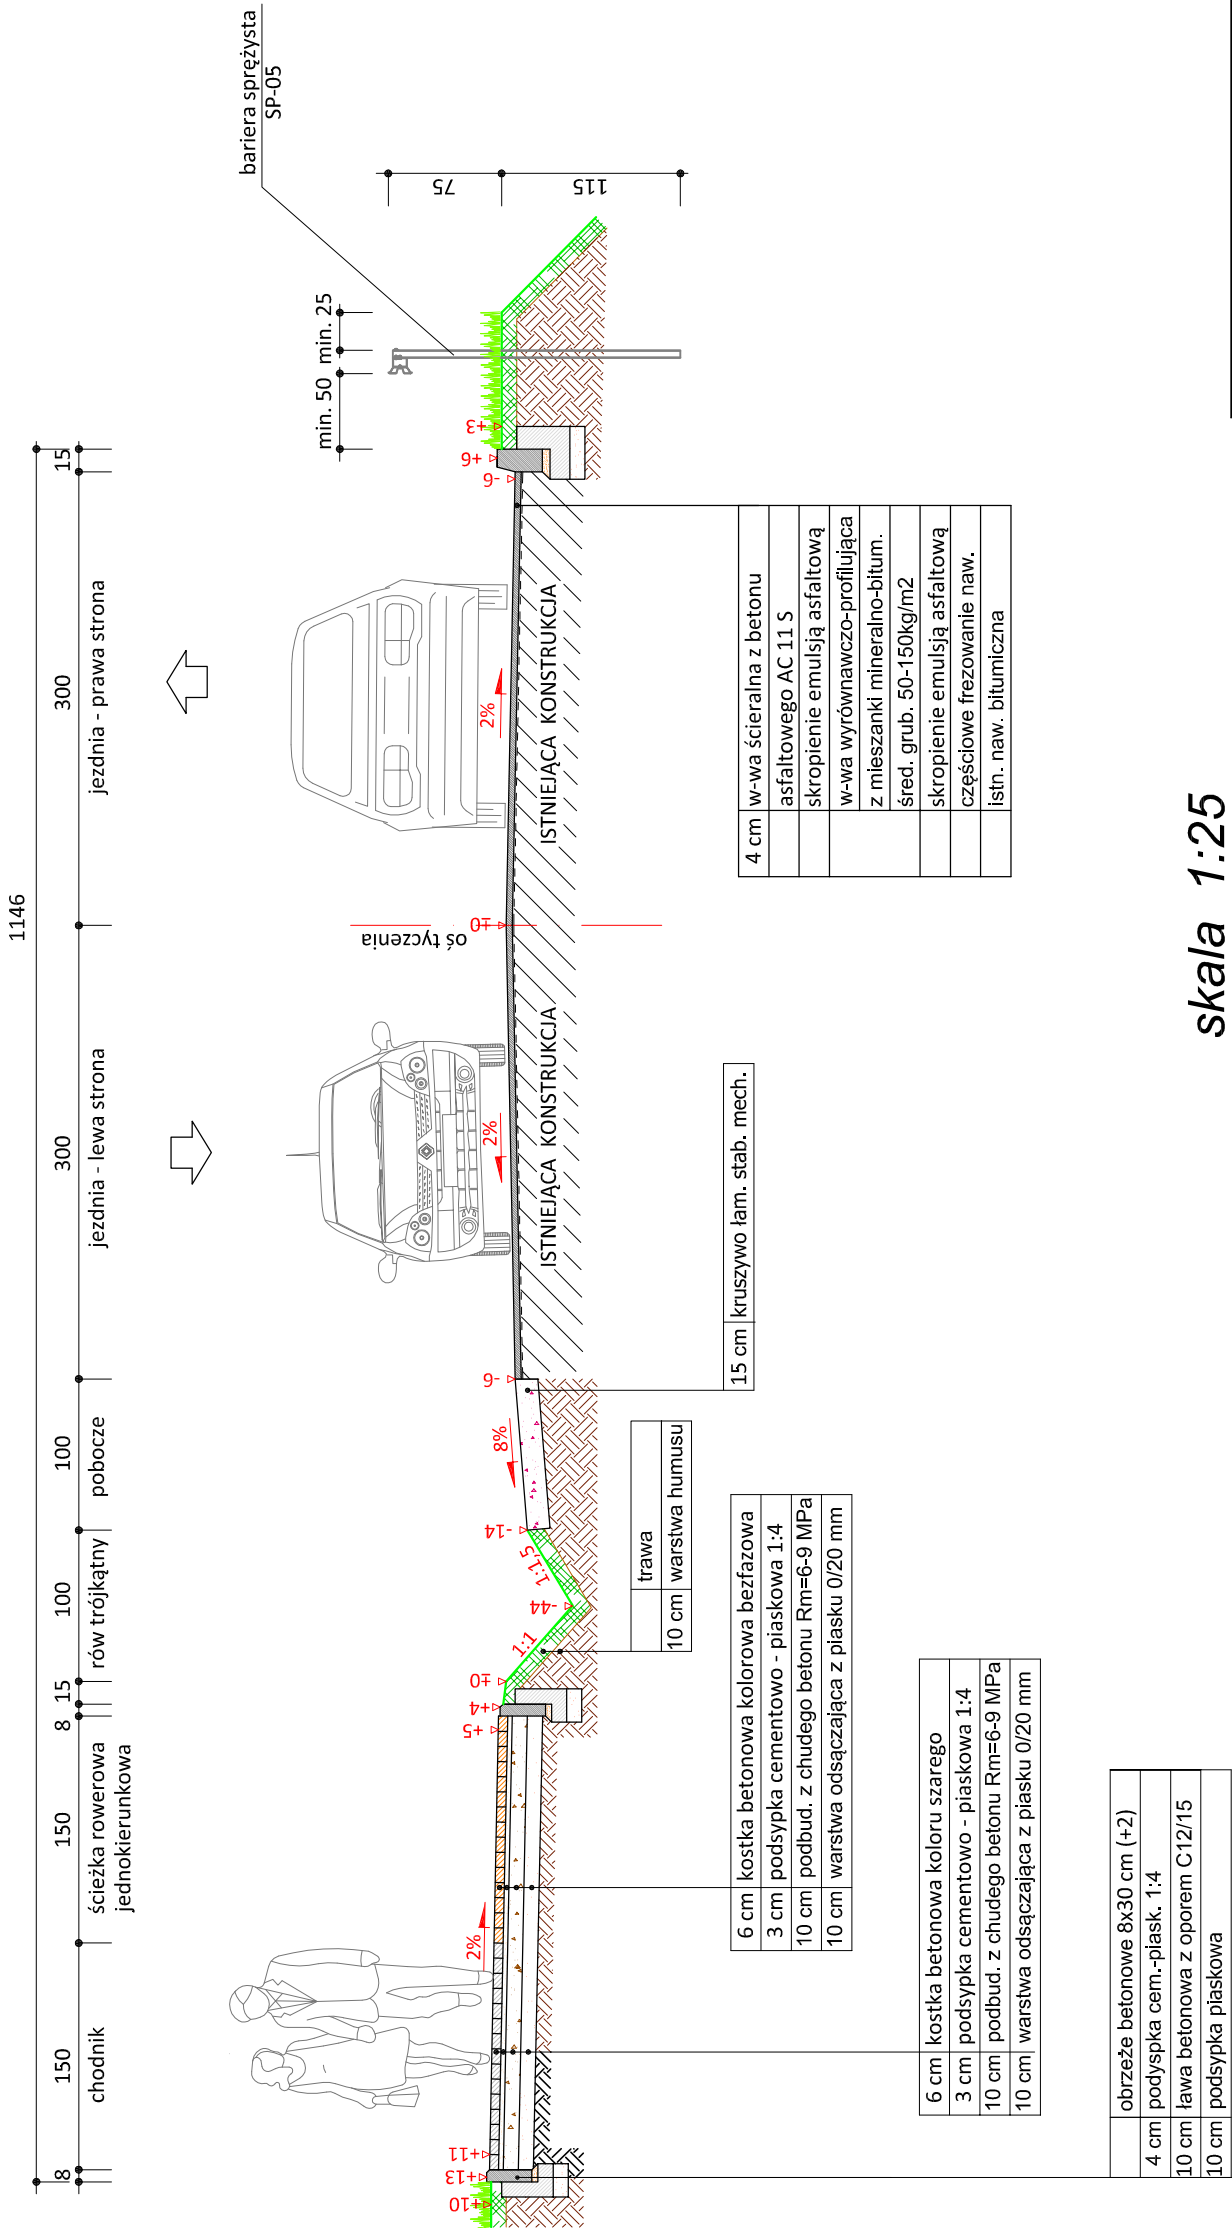 1146
8
150
150
8
15
100
100
300
300
15
chodnik
ścieżka rowerowa
jednokierunkowa
rów trójkątny
pobocze
jezdnia - lewa strona
jezdnia - prawa strona
bariera sprężysta
SP-05
min. 50
min. 25
75
115
oś tyczenia
+10
+13
+11
2%
+5
+4
±0
1:1
-44
1:1,5
-14
8%
-6
2%
±0
2%
-6
+6
+3
ISTNIEJĄCA KONSTRUKCJA
ISTNIEJĄCA KONSTRUKCJA
trawa
10 cm warstwa humusu
15 cm kruszywo łam. stab. mech.
4 cm w-wa ścieralna z betonu
asfaltowego AC 11 S
skropienie emulsją asfaltową
w-wa wyrównawczo-profilująca
z mieszanki mineralno-bitum.
śred. grub. 50-150kg/m2
skropienie emulsją asfaltową
częściowe frezowanie naw.
istn. naw. bitumiczna
6 cm kostka betonowa kolorowa bezfazowa
3 cm podsypka cementowo - piaskowa 1:4
10 cm podbud. z chudego betonu Rm=6-9 MPa
10 cm warstwa odsączająca z piasku 0/20 mm
6 cm kostka betonowa koloru szarego
3 cm podsypka cementowo - piaskowa 1:4
10 cm podbud. z chudego betonu Rm=6-9 MPa
10 cm warstwa odsączająca z piasku 0/20 mm
obrzeże betonowe 8x30 cm (+2)
4 cm podyspka cem.-piask. 1:4
10 cm ława betonowa z oporem C12/15
10 cm podsypka piaskowa
skala 1:25